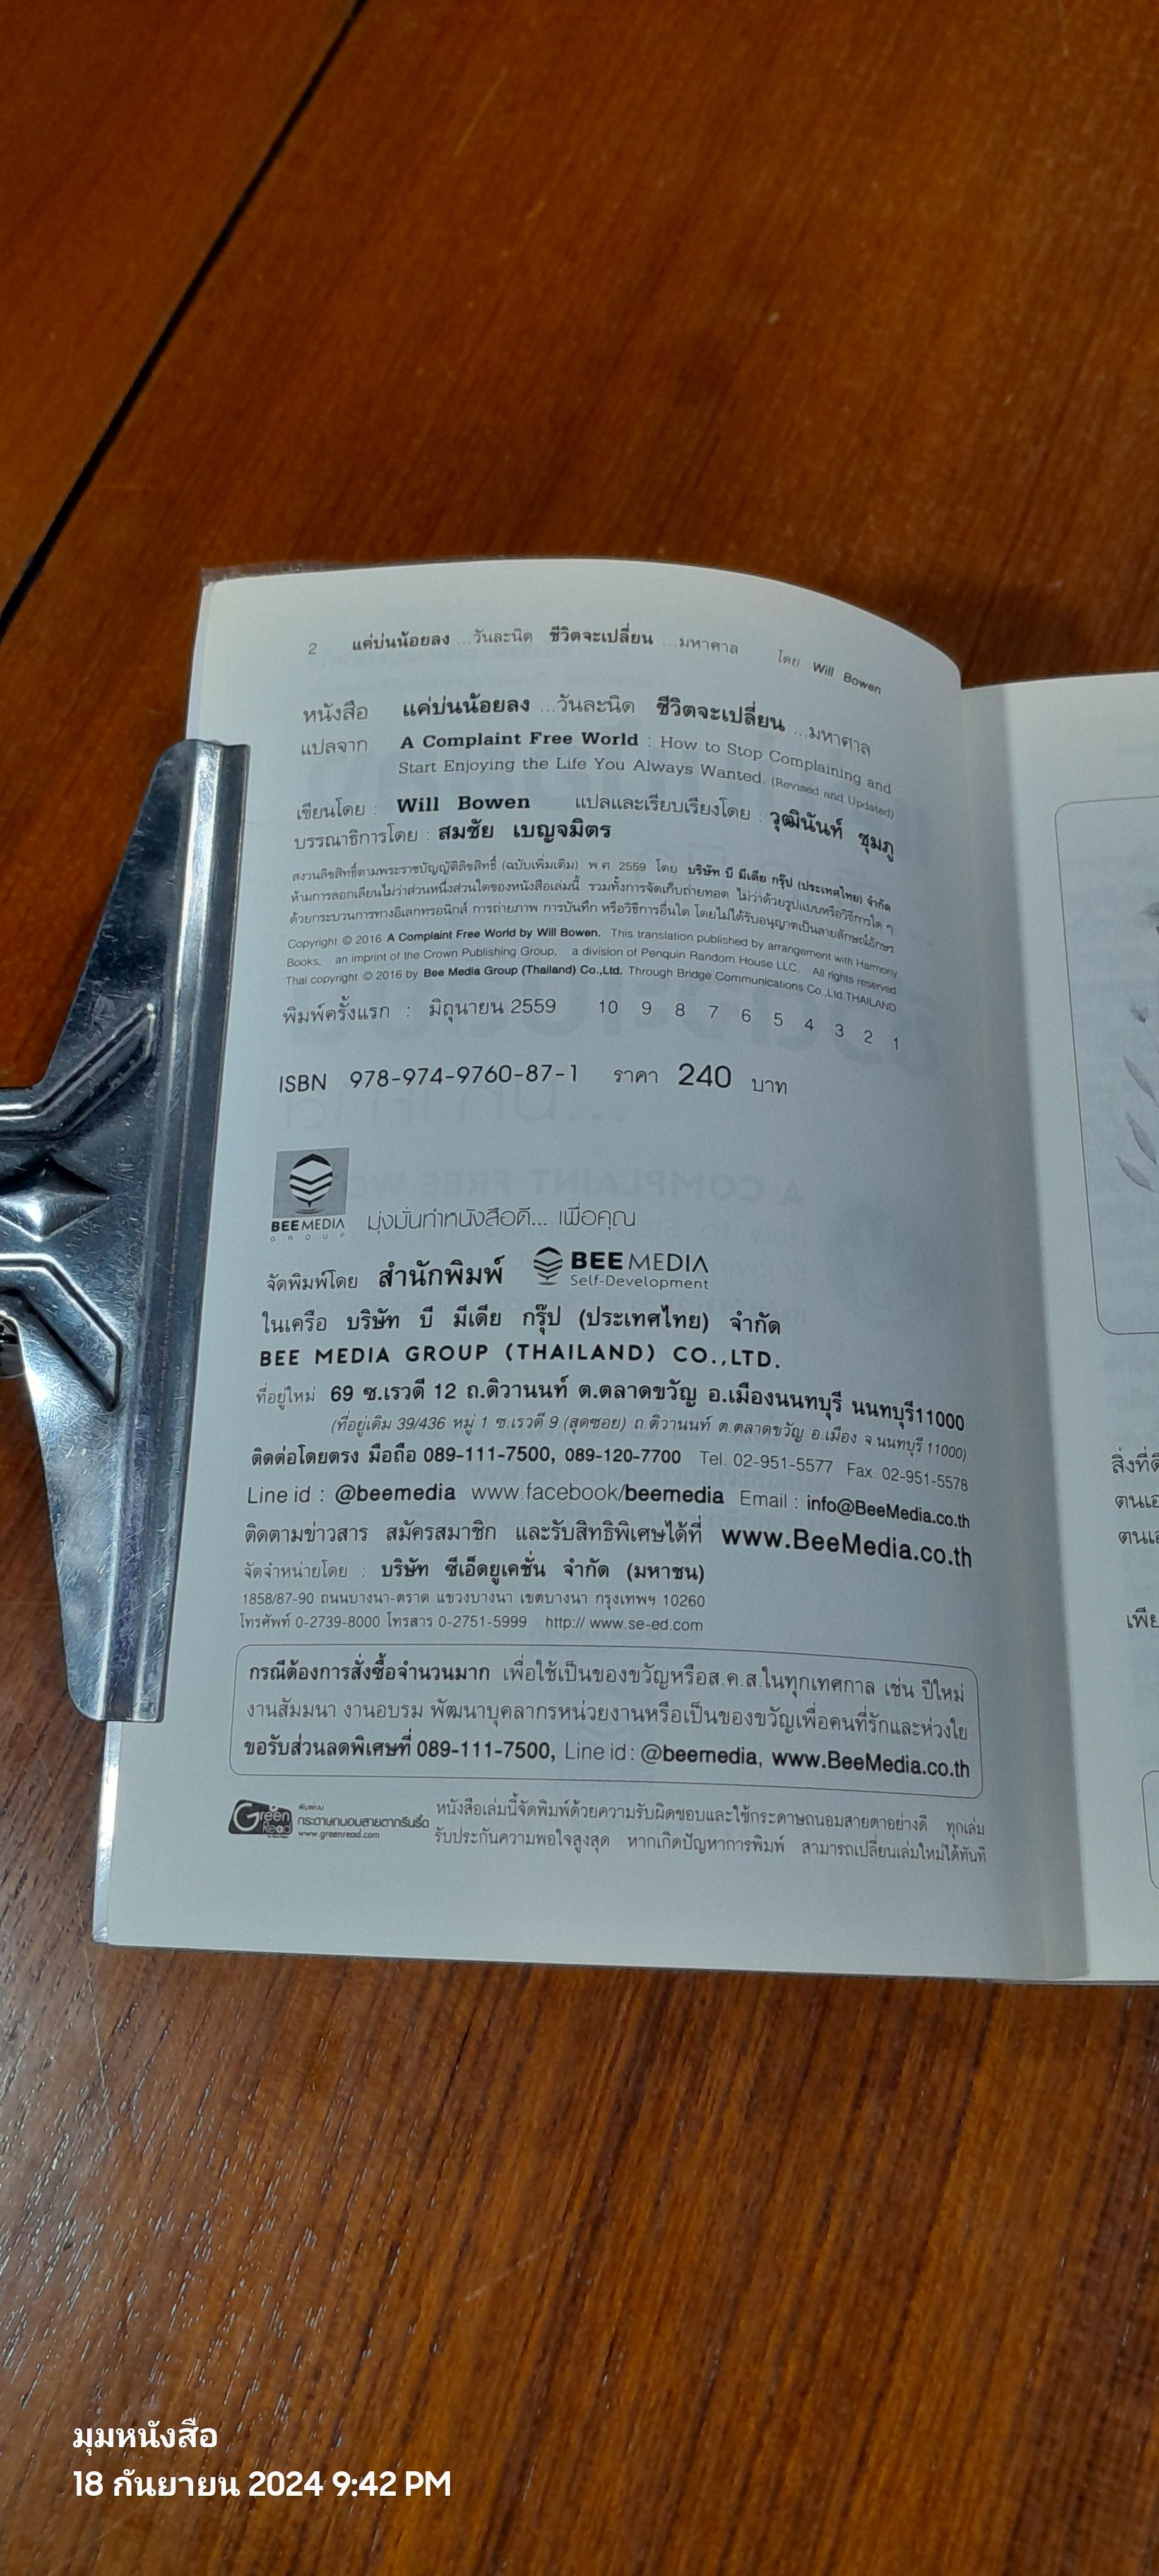 2 แค่บ่นน้อยลง ...วันละนิด ชีวิตจะเปลี่ยน ...มหาศาล โดย Will Bowen
หนังสือ แค่บ่นน้อยลง ...วันละนิด ชีวิตจะเปลี่ยน ...มหาศาล
แปลจาก A Complaint Free World : How to Stop Complaining and
Start Enjoying the Life You Always Wanted. (Revised and Updated)
เขียนโดย : Will Bowen แปลและเรียบเรียงโดย : วุฒินันท์ ชุมภู
บรรณาธิการโดย : สมชัย เบญจมิตร
สงวนลิขสิทธิ์ตามพระราชบัญญัติลิขสิทธิ์ (ฉบับเพิ่มเติม) พ.ศ. 2559 โดย บริษัท บี มีเดีย กรุ๊ป (ประเทศไทย) จำกัด
ห้ามการลอกเลียนไม่ว่าส่วนหนึ่งส่วนใดของหนังสือเล่มนี้ รวมทั้งการจัดเก็บถ่ายทอด ไม่ว่าด้วยรูปแบบหรือวิธีการใด ๆ
ด้วยกระบวนการทางอิเลกทรอนิกส์ การถ่ายภาพ การบันทึก หรือวิธีการอื่นใด โดยไม่ได้รับอนุญาตเป็นลายลักษณ์อักษร
Copyright © 2016 A Complaint Free World by Will Bowen. This translation published by arrangement with Harmony
Books, an imprint of the Crown Publishing Group, a division of Penquin Random House LLC. All rights reserved
Thai copyright © 2016 by Bee Media Group (Thailand) Co.,Ltd. Through Bridge Communications Co.,Ltd.THAILAND
พิมพ์ครั้งแรก : มิถุนายน 2559 10 9 8 7 6 5 4 3 2 1
ISBN 978-974-9760-87-1 ราคา 240 บาท
BEE MEDIA
GROUP
มุ่งมั่นทำหนังสือดี... เพื่อคุณ
จัดพิมพ์โดย สำนักพิมพ์ BEE MEDIA
Self-Development
ในเครือ บริษัท บี มีเดีย กรุ๊ป (ประเทศไทย) จำกัด
BEE MEDIA GROUP (THAILAND) CO.,LTD.
ที่อยู่ใหม่ 69 ซ.เรวดี 12 ถ.ติวานนท์ ต.ตลาดขวัญ อ.เมืองนนทบุรี นนทบุรี11000
(ที่อยู่เดิม 39/436 หมู่ 1 ซ.เรวดี 9 (สุดซอย) ถ.ติวานนท์ ต.ตลาดขวัญ อ.เมือง จ.นนทบุรี 11000)
ติดต่อโดยตรง มือถือ 089-111-7500, 089-120-7700 Tel. 02-951-5577 Fax. 02-951-5578
Line id : @beemedia www.facebook/beemedia Email : info@BeeMedia.co.th
ติดตามข่าวสาร สมัครสมาชิก และรับสิทธิพิเศษได้ที่ www.BeeMedia.co.th
จัดจำหน่ายโดย : บริษัท ซีเอ็ดยูเคชั่น จำกัด (มหาชน)
1858/87-90 ถนนบางนา-ตราด แขวงบางนา เขตบางนา กรุงเทพฯ 10260
โทรศัพท์ 0-2739-8000 โทรสาร 0-2751-5999 http:// www.se-ed.com
กรณีต้องการสั่งซื้อจำนวนมาก เพื่อใช้เป็นของขวัญหรือส.ค.ส.ในทุกเทศกาล เช่น ปีใหม่
งานสัมมนา งานอบรม พัฒนาบุคลากรหน่วยงานหรือเป็นของขวัญเพื่อคนที่รักและห่วงใย
ขอรับส่วนลดพิเศษที่ 089-111-7500, Line id : @beemedia, www.BeeMedia.co.th
Green Read
กระดาษถนอมสายตากรีนรี้ด
www.greenread.com
หนังสือเล่มนี้จัดพิมพ์ด้วยความรับผิดชอบและใช้กระดาษถนอมสายตาอย่างดี ทุกเล่ม
รับประกันความพอใจสูงสุด หากเกิดปัญหาการพิมพ์ สามารถเปลี่ยนเล่มใหม่ได้ทันที
สิ่งที่
เพีย
มุมหนังสือ
18 กันยายน 2024 9:42 PM